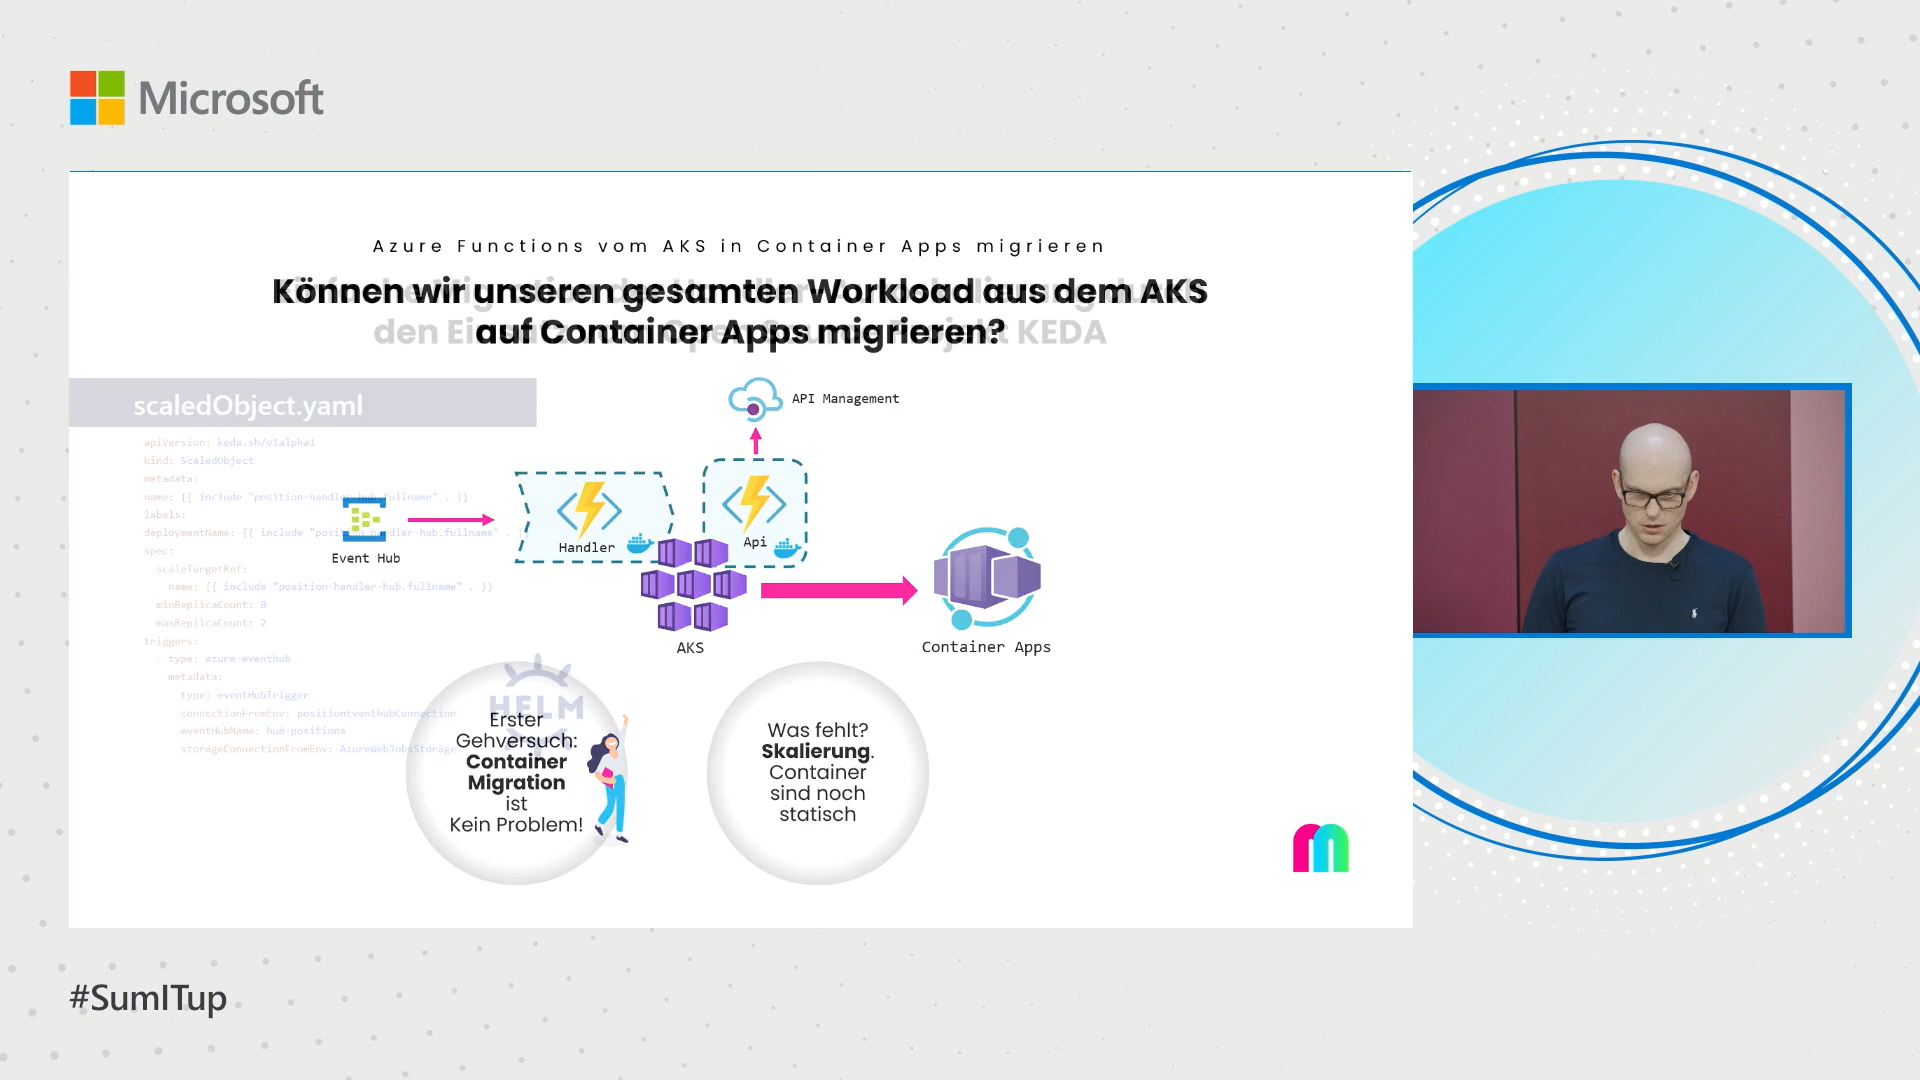 Microsoft
Azure Functions vom AKS in Container Apps migrieren
Können wir unseren gesamten Workload aus dem AKS
auf Container Apps migrieren?
den Ei
KEDA
scaledObject.yaml
apiVersion: keda.sh/v1alpha1
kind: ScaledObject
metadata:
name: {{ include "position-handler-hub.fullname" . }}
labels:
deploymentName: {{ include "position-handler-hub.fullname" .
spec:
scaleTargetRef:
name: {{ include "position-handler-hub.fullname" . }}
minReplicaCount: 0
maxReplicaCount: 2
triggers:
- type: azure-eventhub
metadata:
type: eventHubTrigger
connectionFromEnv: positionEventhubConnection
eventHubName: hub-positions
storageConnectionFromEnv: AzureWebJobsStorage
API Management
Event Hub
Handler
Api
AKS
Container Apps
HELM
Erster
Gehversuch:
Container
Migration
ist
Kein Problem!
Was fehlt?
Skalierung.
Container
sind noch
statisch
#SumITup